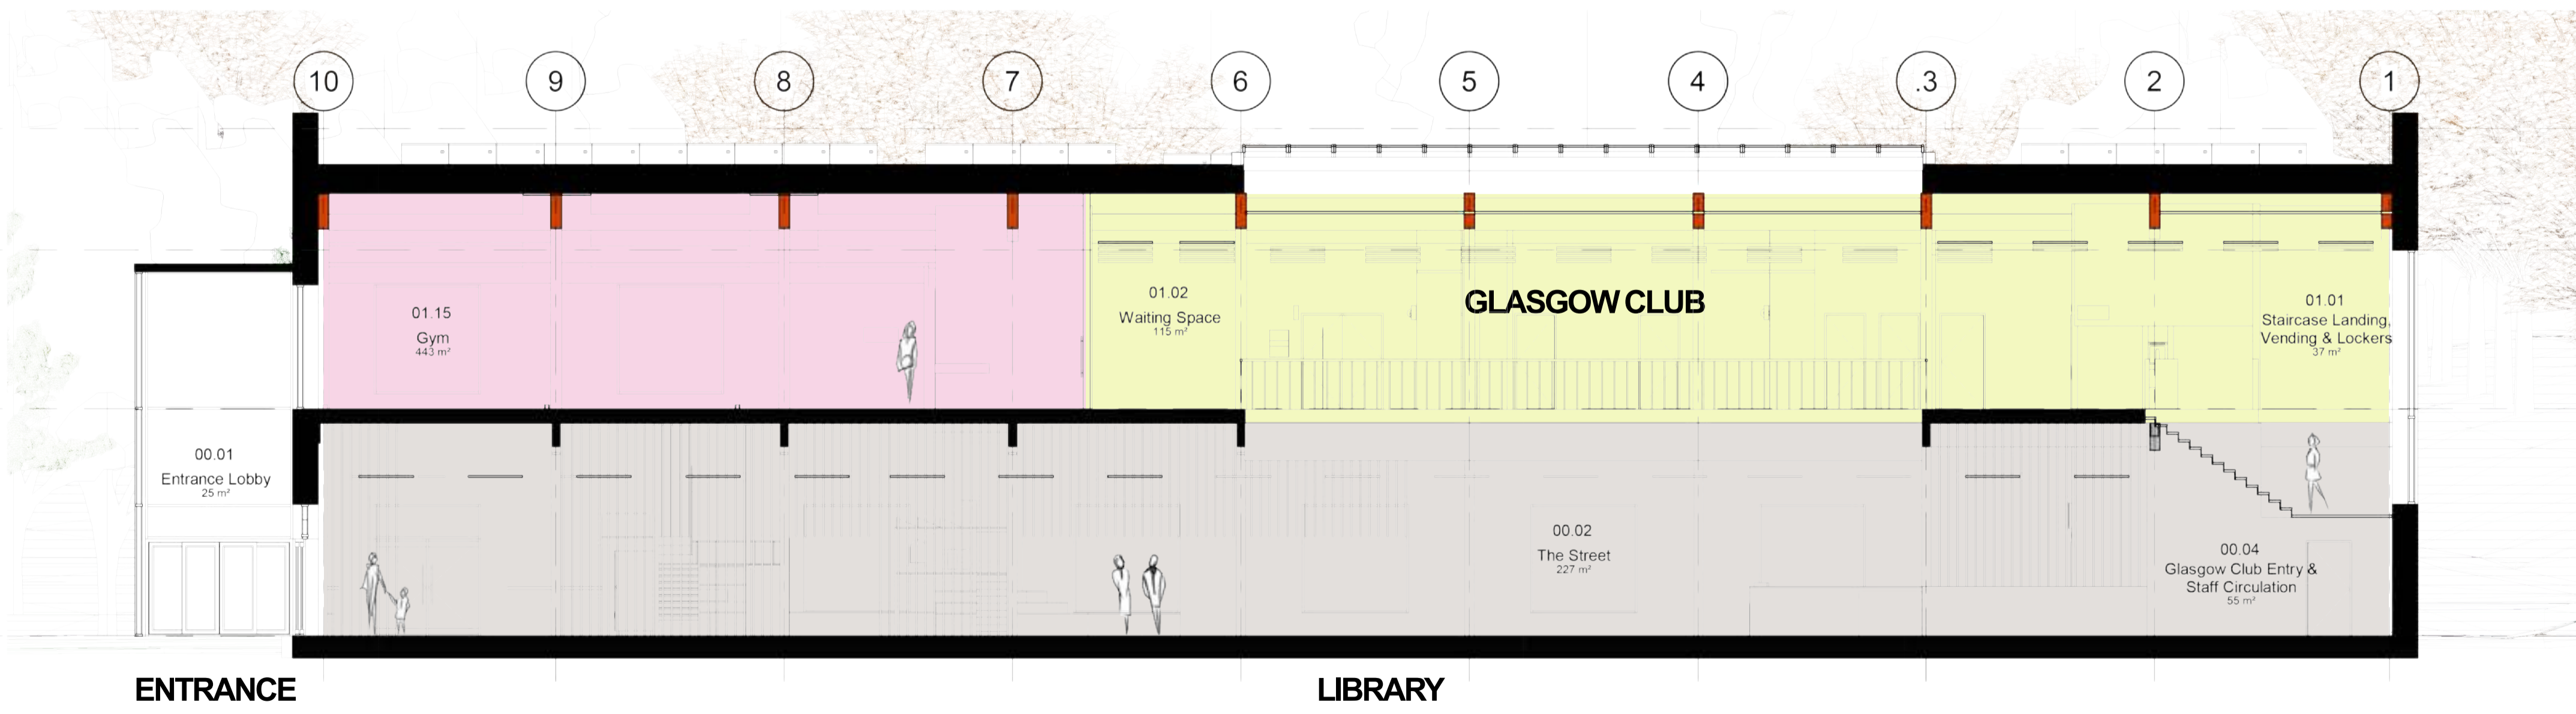 10
9
8
7
6
5
4
.3
2
1
01.15
Gym
443 m²
01.02
Waiting Space
115 m²
GLASGOW CLUB
01.01
Staircase Landing,
Vending & Lockers
37 m²
00.01
Entrance Lobby
25 m²
00.02
The Street
227 m²
00.04
Glasgow Club Entry &
Staff Circulation
55 m²
ENTRANCE
LIBRARY